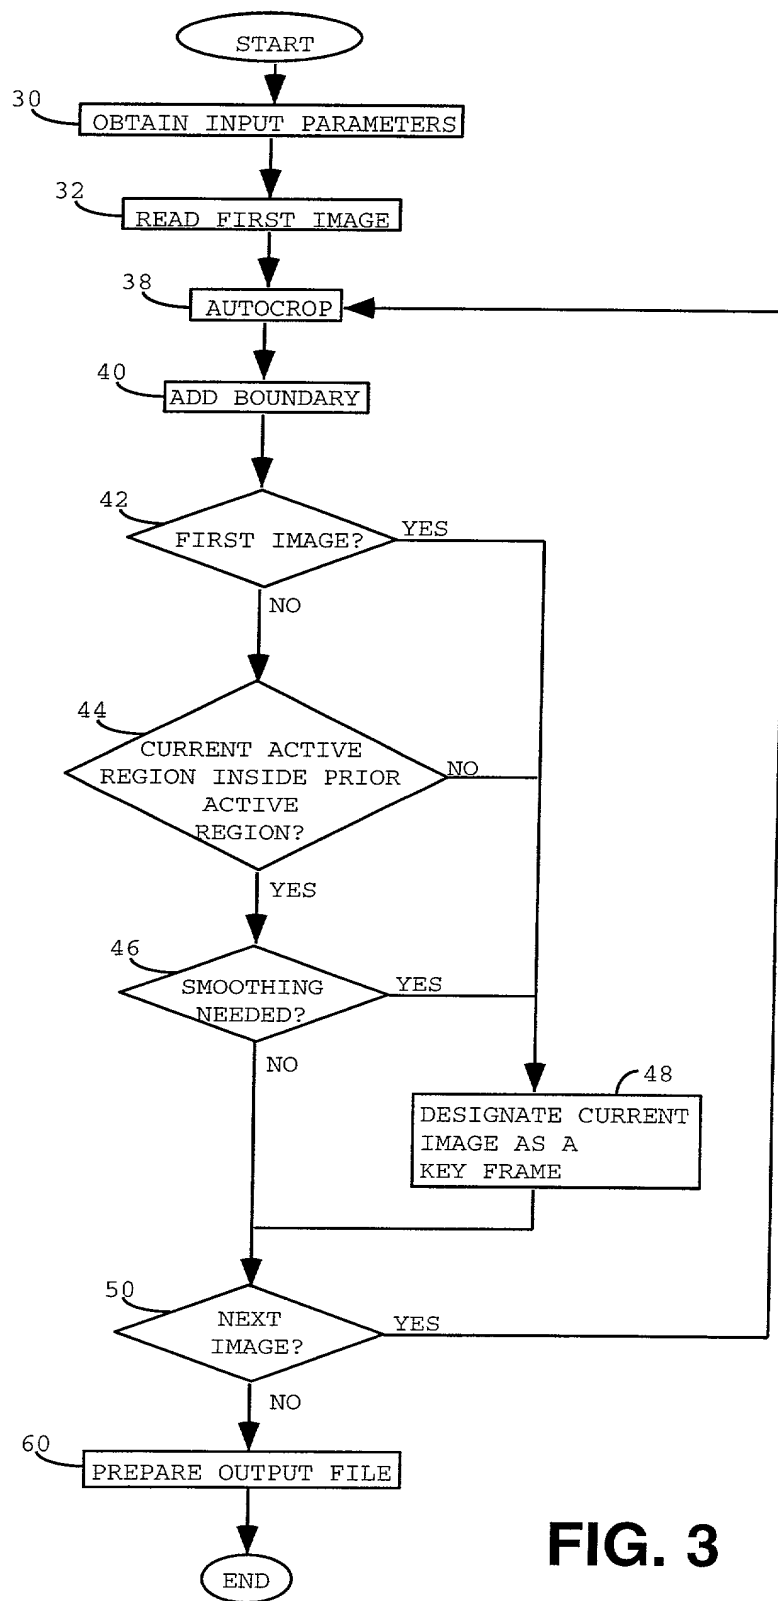 START
30
OBTAIN INPUT PARAMETERS
32
READ FIRST IMAGE
38
AUTOCROP
40
ADD BOUNDARY
42
FIRST IMAGE?
YES
NO
44
CURRENT ACTIVE
REGION INSIDE PRIOR
ACTIVE
REGION?
NO
YES
46
SMOOTHING
NEEDED?
YES
NO
48
DESIGNATE CURRENT
IMAGE AS A
KEY FRAME
50
NEXT
IMAGE?
YES
NO
60
PREPARE OUTPUT FILE
END
FIG. 3